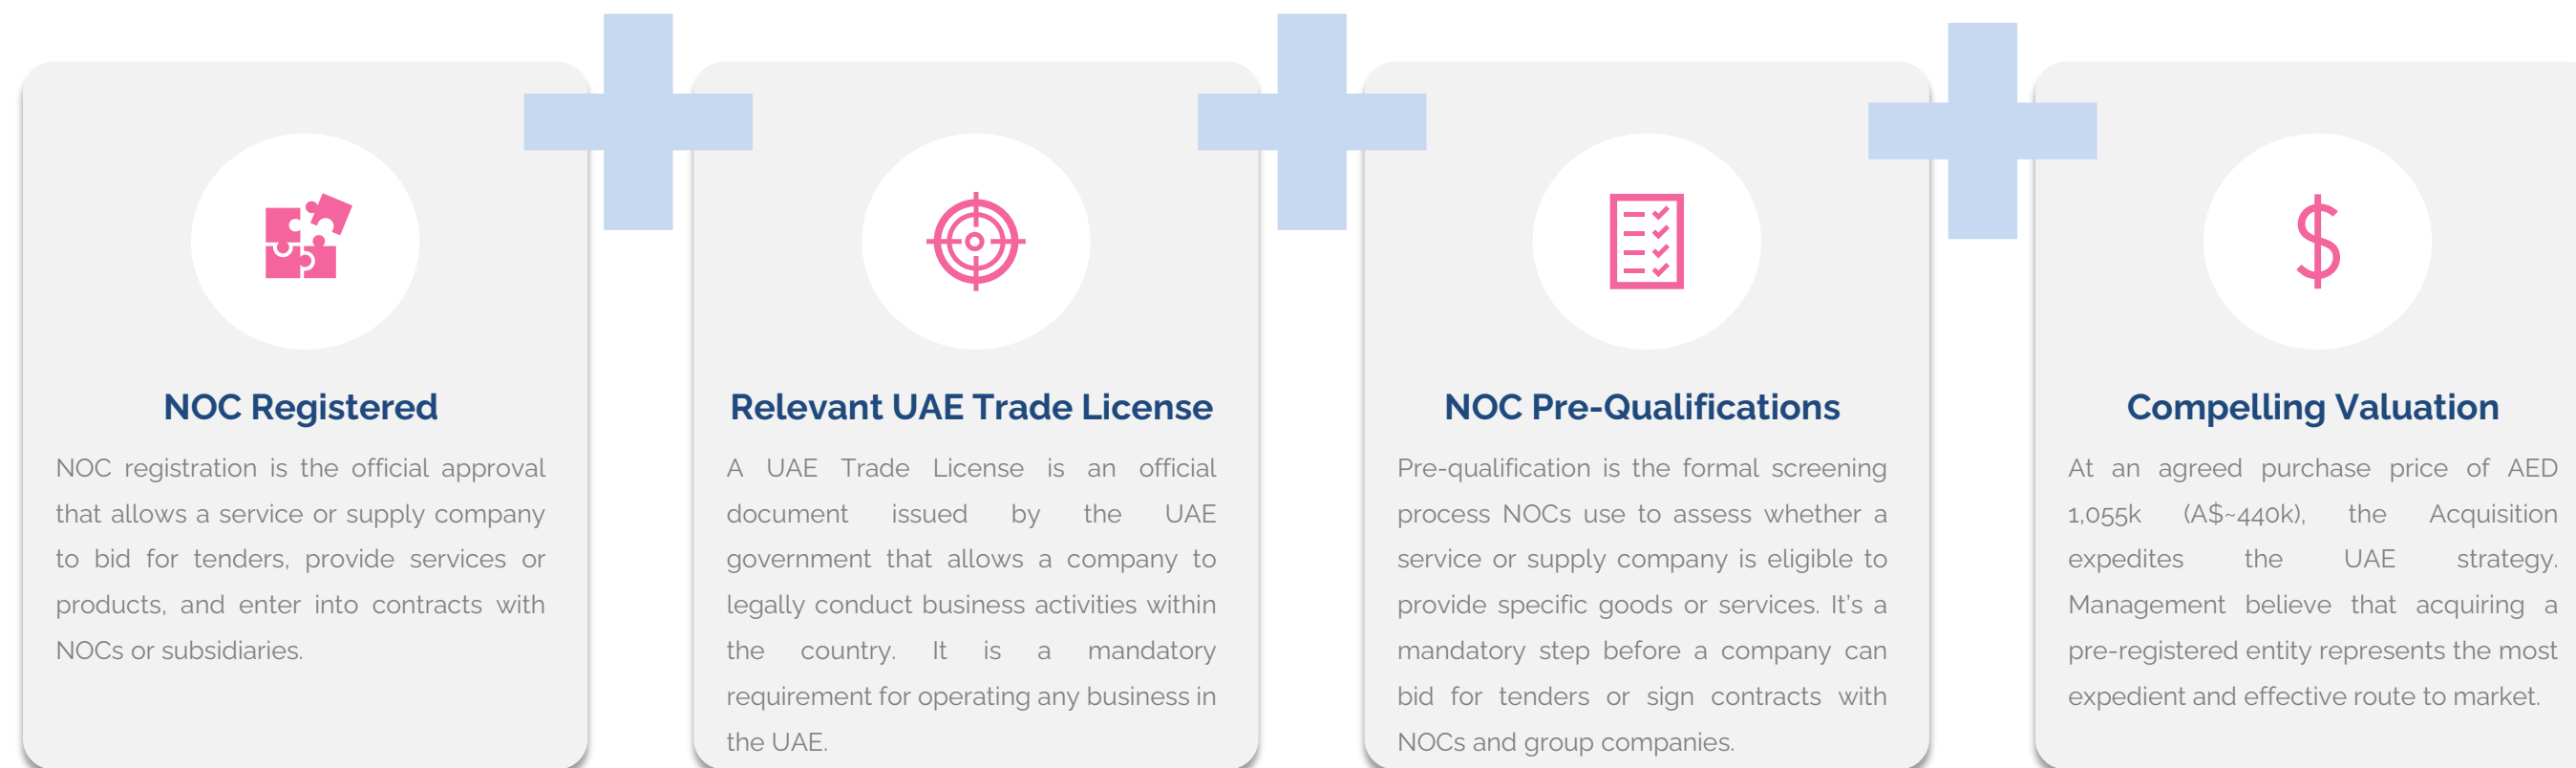 NOC Registered
NOC registration is the official approval
that allows a service or supply company
to bid for tenders, provide services or
products, and enter into contracts with
NOCs or subsidiaries.
Relevant UAE Trade License
A UAE Trade License is an official
document issued by the UAE
government that allows a company to
legally conduct business activities within
the country. It is a mandatory
requirement for operating any business in
the UAE.
NOC Pre-Qualifications
Pre-qualification is the formal screening
process NOCs use to assess whether a
service or supply company is eligible to
provide specific goods or services. It's a
mandatory step before a company can
bid for tenders or sign contracts with
NOCs and group companies.
Compelling Valuation
At an agreed purchase price of AED
1,055k (A$~440k), the Acquisition
expedites the UAE strategy.
Management believe that acquiring a
pre-registered entity represents the most
expedient and effective route to market.